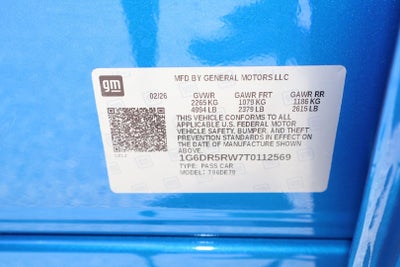 gm
MFD BY GENERAL MOTORS LLC
02/26 GVWR GAWR FRT GAWR RR
2265 KG 1079 KG 1186 KG
4994 LB 2379 LB 2615 LB
THIS VEHICLE CONFORMS TO ALL
APPLICABLE U.S. FEDERAL MOTOR
VEHICLE SAFETY, BUMPER, AND THEFT
PREVENTION STANDARDS IN EFFECT ON
THE DATE OF MANUFACTURE SHOWN ABOVE.
1G6DR5RW7T0112569
TYPE: PASS CAR